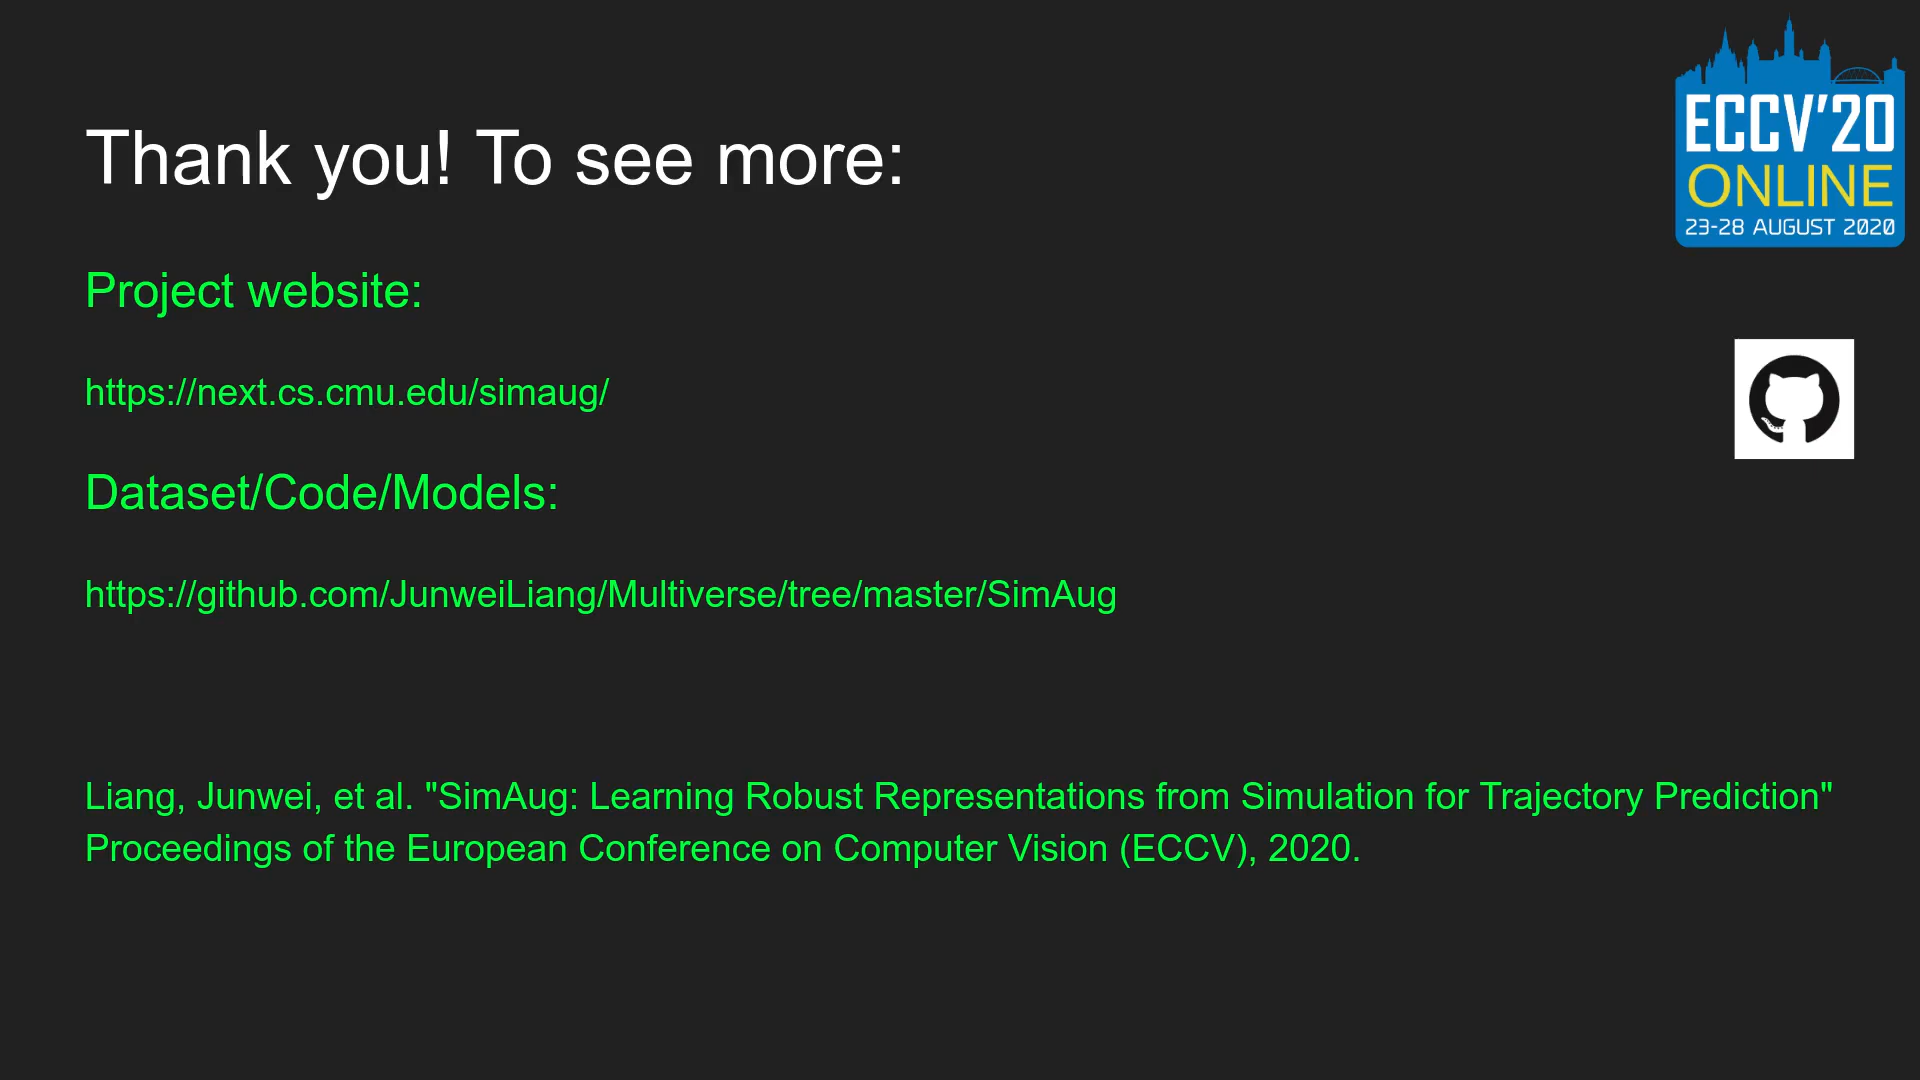 ECCV'20
ONLINE
23-28 AUGUST 2020
Thank you! To see more:
Project website:
https://next.cs.cmu.edu/simaug/
Dataset/Code/Models:
https://github.com/JunweiLiang/Multiverse/tree/master/SimAug
Liang, Junwei, et al. "SimAug: Learning Robust Representations from Simulation for Trajectory Prediction"
Proceedings of the European Conference on Computer Vision (ECCV), 2020.